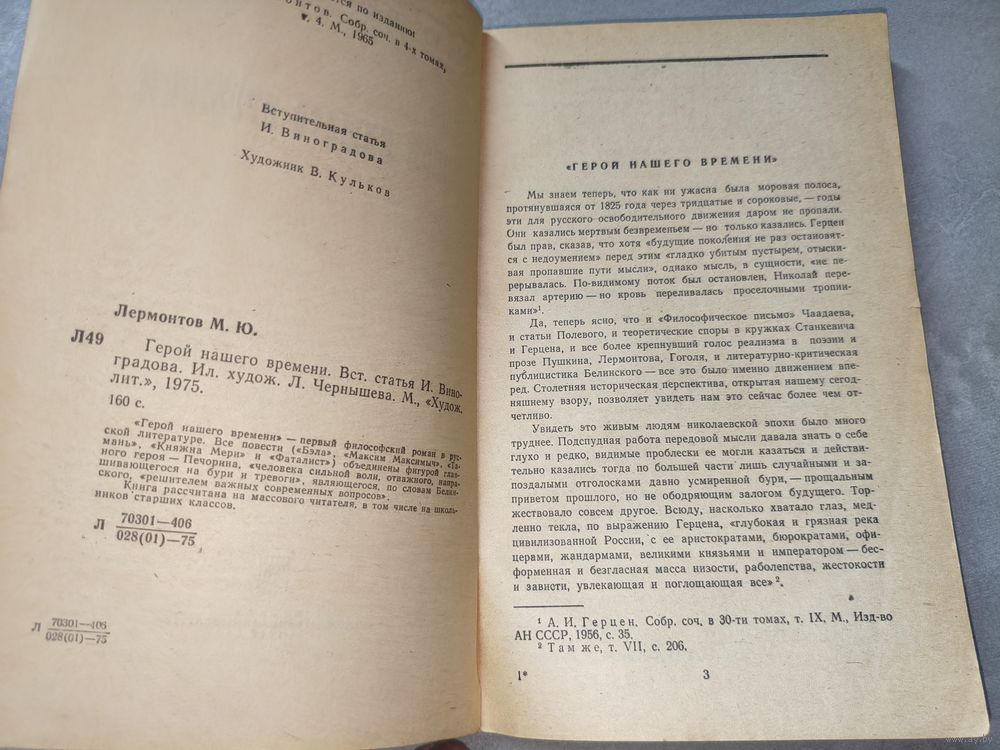 ется по изданию:
онтов. Собр. соч. в 4-х томах,
т. 4. М., 1965
Вступительная статья
И. Виноградова
Художник В. Кульков
Лермонтов М. Ю.
Л49
Герой нашего времени. Вст. статья И. Вино-
градова. Ил. худож. Л. Чернышева. М., «Худож.
лит.», 1975.
160 с.
«Герой нашего времени» — первый философский роман в рус-
ской литературе. Все повести («Бэла», «Максим Максимыч», «Та-
мань», «Княжна Мери» и «Фаталист») объединены фигурой глав-
ного героя — Печорина, «человека сильной воли, отважного, напра-
шивающегося на бури и тревоги», являющегося, по словам Белин-
ского, «решителем важных современных вопросов».
Книга рассчитана на массового читателя, в том числе на школь-
ников старших классов.
Л 70301—406
028(01)—75
Л 70301—406
028(01)—75
«ГЕРОЙ НАШЕГО ВРЕМЕНИ»
Мы знаем теперь, что как ни ужасна была моровая полоса,
протянувшаяся от 1825 года через тридцатые и сороковые, — годы
эти для русского освободительного движения даром не пропали.
Они казались мертвым безвременьем — но только казались. Герцен
был прав, сказав, что хотя «будущие поколения не раз остановят-
ся с недоумением» перед этим «гладко убитым пустырем, отыски-
вая пропавшие пути мысли», однако мысль, в сущности, «не пе-
рерывалась. По-видимому поток был остановлен, Николай пере-
вязал артерию — но кровь переливалась проселочными тропин-
ками»¹.
Да, теперь ясно, что и «Философическое письмо» Чаадаева,
и статьи Полевого, и теоретические споры в кружках Станкевича
и Герцена, и все более крепнувший голос реализма в поэзии и
прозе Пушкина, Лермонтова, Гоголя, и литературно-критическая
публицистика Белинского — все это было именно движением впе-
ред. Столетняя историческая перспектива, открытая нашему сегод-
няшнему взору, позволяет увидеть нам это сейчас более чем от-
четливо.
Увидеть это живым людям николаевской эпохи было много
труднее. Подспудная работа передовой мысли давала знать о себе
глухо и редко, видимые проблески ее могли казаться и действи-
тельно казались тогда по большей части лишь случайными и за-
поздалыми отголосками давно усмиренной бури, — прощальным
приветом прошлого, но не ободряющим залогом будущего. Тор-
жествовало совсем другое. Всюду, насколько хватало глаз, мед-
ленно текла, по выражению Герцена, «глубокая и грязная река
цивилизованной России, с ее аристократами, бюрократами, офи-
церами, жандармами, великими князьями и императором — бес-
форменная и безгласная масса низости, раболепства, жестокости
и зависти, увлекающая и поглощающая все»².
¹ А. И. Герцен. Собр. соч. в 30-ти томах, т. IX, М., Изд-во
АН СССР, 1956, с. 35.
² Там же, т. VII, с. 206.
1*
3
www.ay.by